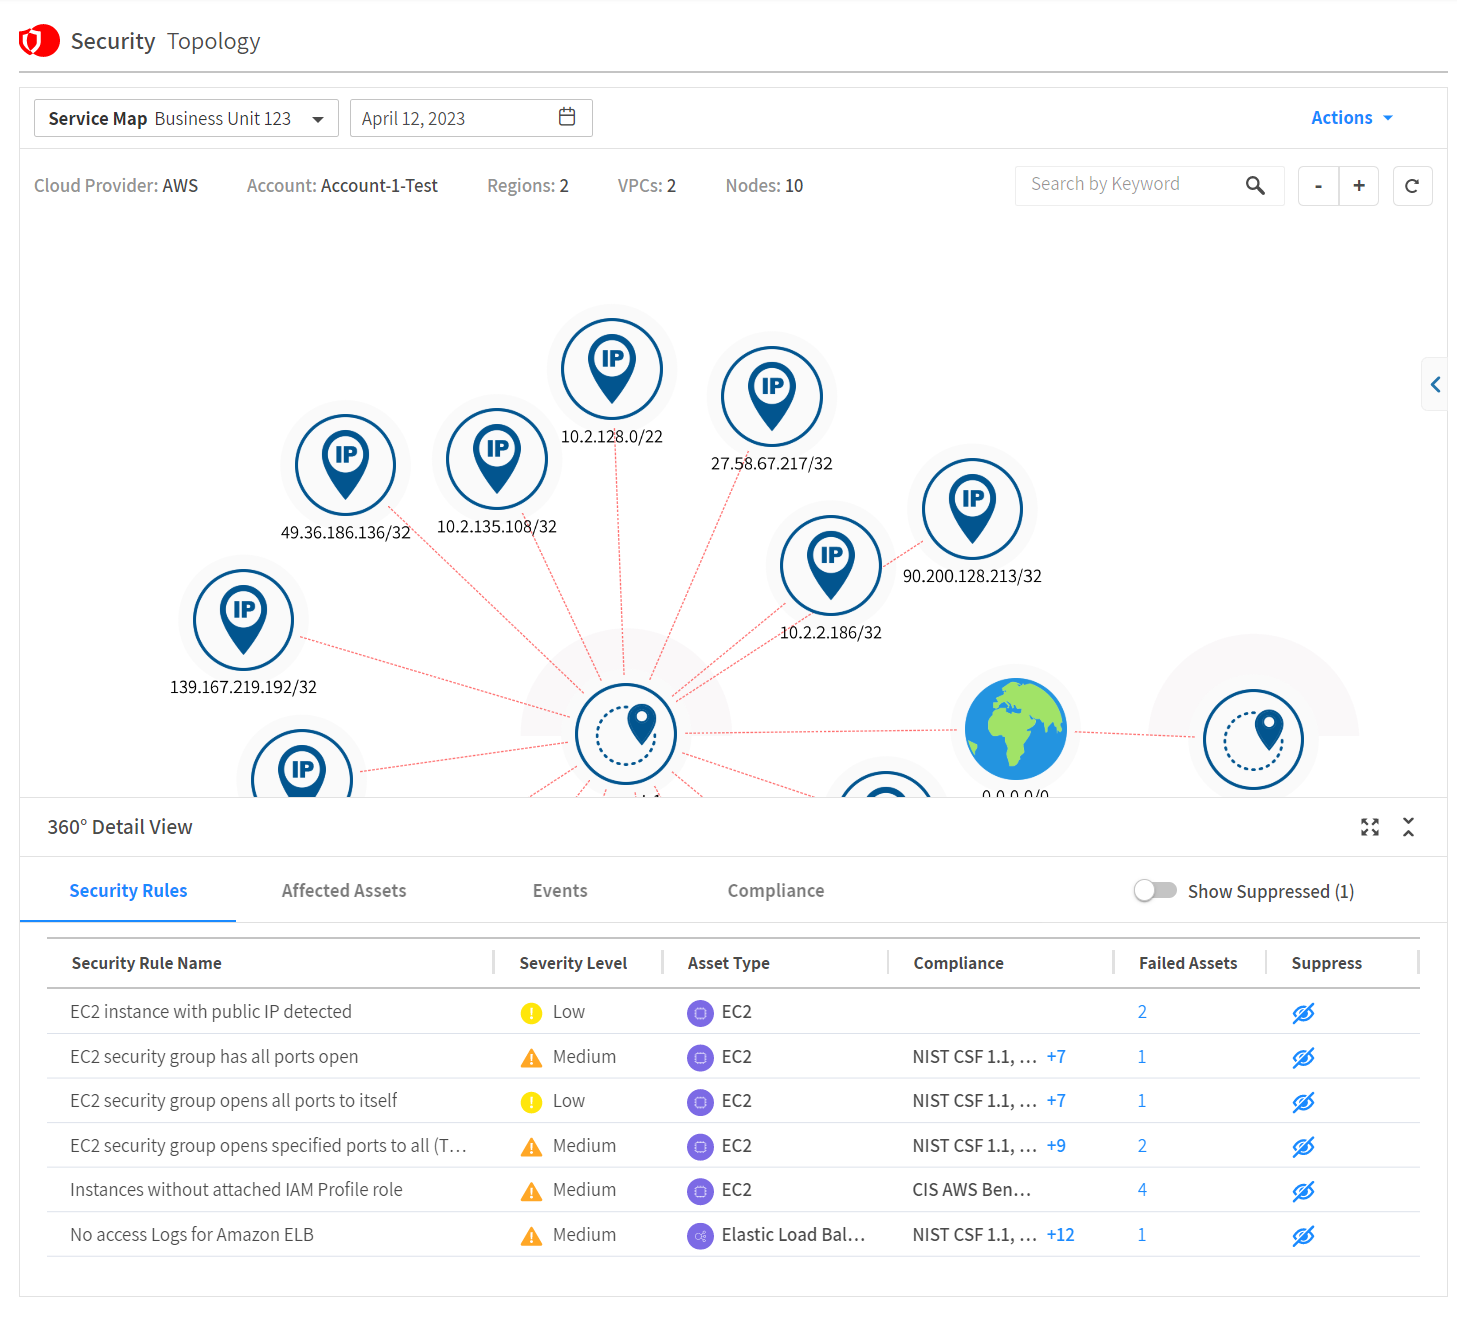 Security Topology
Service Map Business Unit 123
April 12, 2023
Actions
Cloud Provider: AWS
Account: Account-1-Test
Regions: 2
VPCs: 2
Nodes: 10
Search by Keyword
-
+
IP
10.2.128.0/22
IP
27.58.67.217/32
IP
49.36.186.136/32
IP
10.2.135.108/32
IP
90.200.128.213/32
IP
10.2.2.186/32
IP
139.167.219.192/32
IP
0.0.0.0/0
360° Detail View
Security Rules
Affected Assets
Events
Compliance
Show Suppressed (1)
Security Rule Name Severity Level Asset Type Compliance Failed Assets Suppress
EC2 instance with public IP detected Low EC2 2
EC2 security group has all ports open Medium EC2 NIST CSF 1.1, ... +7 1
EC2 security group opens all ports to itself Low EC2 NIST CSF 1.1, ... +7 1
EC2 security group opens specified ports to all (T... Medium EC2 NIST CSF 1.1, ... +9 2
Instances without attached IAM Profile role Medium EC2 CIS AWS Ben... 4
No access Logs for Amazon ELB Medium Elastic Load Bal... NIST CSF 1.1, ... +12 1